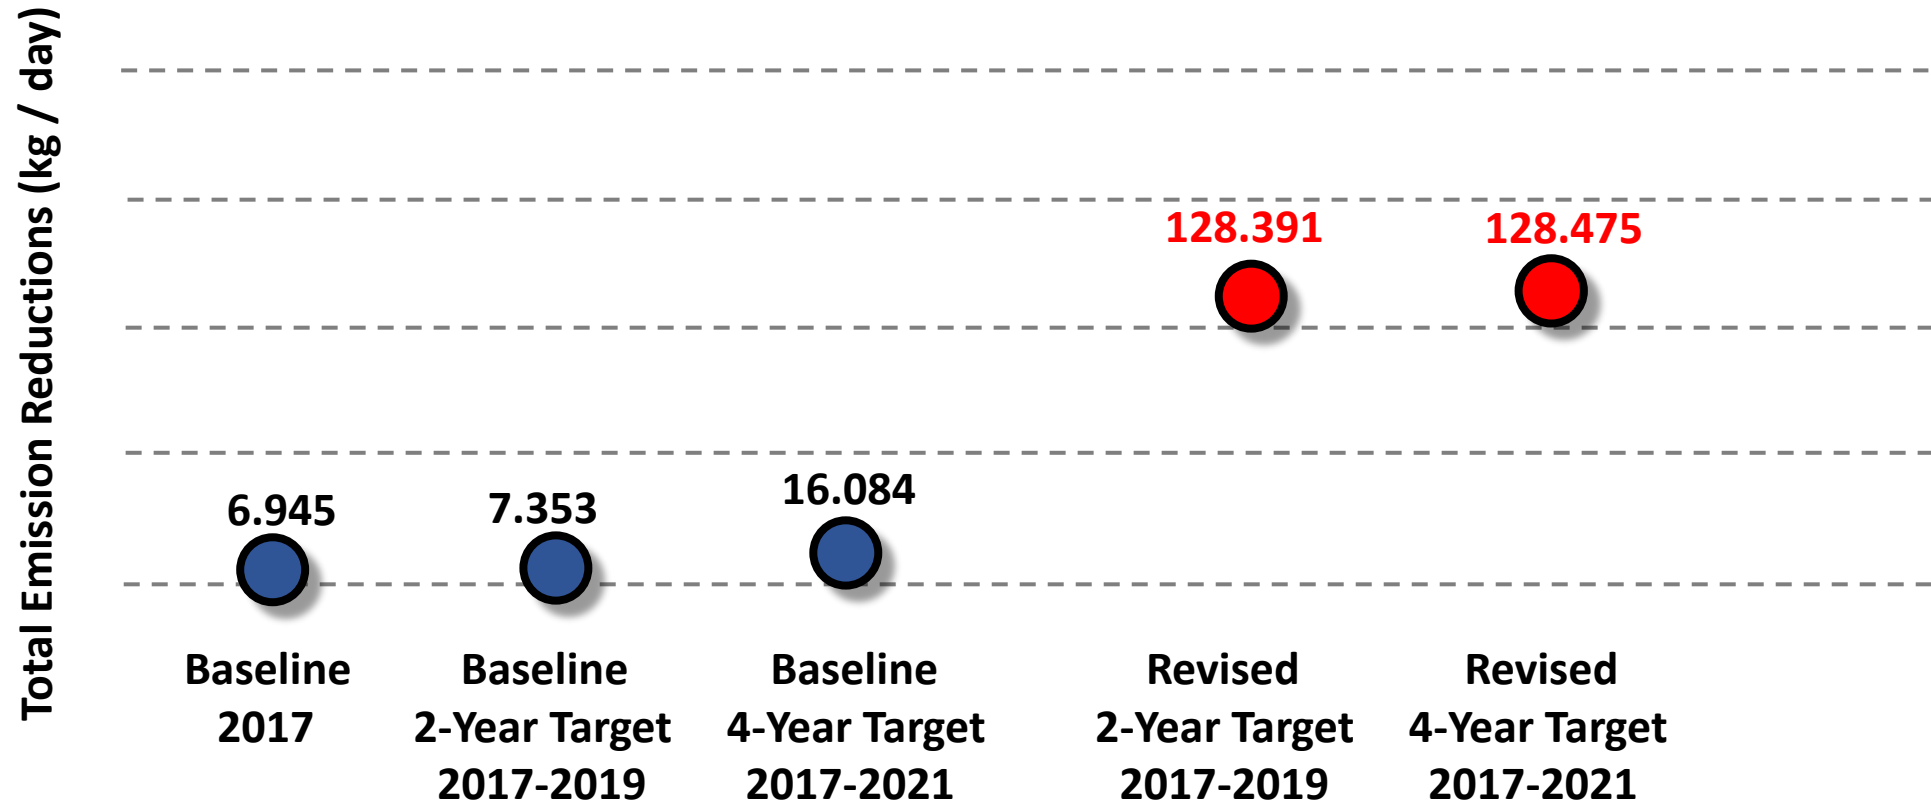 Total Emission Reductions (kg / day)
128.391
128.475
6.945
7.353
16.084
Baseline
2017
Baseline
2-Year Target
2017-2019
Baseline
4-Year Target
2017-2021
Revised
2-Year Target
2017-2019
Revised
4-Year Target
2017-2021